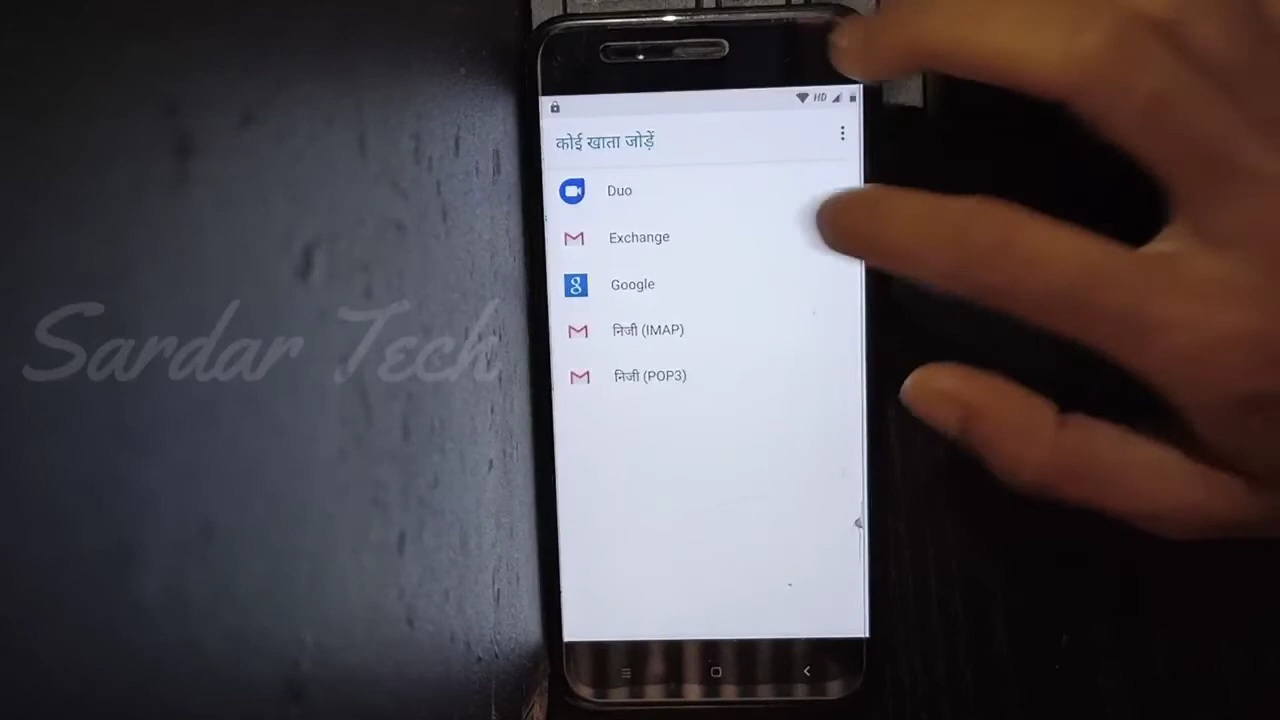 HD
कोई खाता जोड़ें
Duo
Exchange
Google
निजी (IMAP)
निजी (POP3)
Sardar Tech